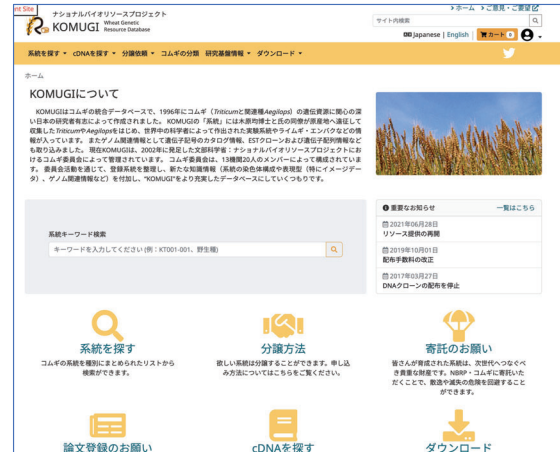 nt Site
ナショナルバイオリソースプロジェクト
KOMUGI Wheat Genetic Resource Database
ホーム ご意見・ご要望
サイト内検索
Japanese | English カート 0
系統を探す cDNAを探す 分譲依頼 コムギの分類 研究基盤情報 ダウンロード
ホーム
KOMUGIについて
KOMUGIはコムギの統合データベースで、1996年にコムギ（Triticumと関連種Aegilops）の遺伝資源に関心の深
い日本の研究者有志によって作成されました。 KOMUGIの「系統」には木原均博士と氏の同僚が原産地へ遠征して
収集したTriticumやAegilopsをはじめ、世界中の科学者によって作出された実験系統やライムギ・エンバクなどの情
報が入っています。 またゲノム関連情報として遺伝子記号のカタログ情報、ESTクローンおよび遺伝子配列情報など
も取り込みました。 現在KOMUGIは、2002年に発足した文部科学省：ナショナルバイオリソースプロジェクトにお
けるコムギ委員会によって管理されています。 コムギ委員会は、13機関20人のメンバーによって構成されていま
す。 委員会活動を通じて、登録系統を整理し、新たな知識情報（系統の染色体構成や表現型（特にイメージデー
タ）、ゲノム関連情報など）を付加し、"KOMUGI"をより充実したデータベースにしていくつもりです。
系統キーワード検索
キーワードを入力してください (例：KT001-001、野生種)
重要なお知らせ 一覧はこちら
2021年06月28日
リソース提供の再開
2019年10月01日
配布手数料の改正
2017年03月27日
DNAクローンの配布を停止
系統を探す
コムギの系統を種別にまとめられたリストから
検索ができます。
分譲方法
欲しい系統は分譲することができます。申し込
み方法についてはこちらをご覧ください。
寄託のお願い
皆さんが育成された系統は、次世代へつなぐべ
き貴重な財産です。NBRP・コムギに寄託いた
だくことで、散逸や滅失の危険を回避すること
ができます。
論文登録のお願い
cDNAを探す
ダウンロード